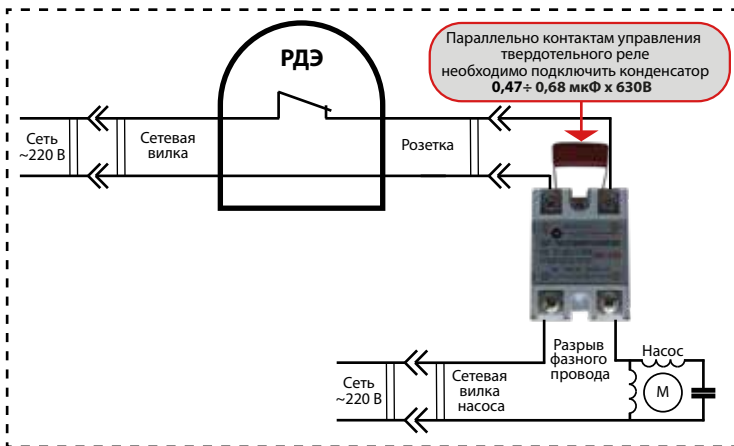 Параллельно контактам управления
твердотельного реле
необходимо подключить конденсатор
0,47÷ 0,68 мкФ х 630В
РДЭ
Сеть
~220 В
Сетевая
вилка
Розетка
Разрыв
фазного
провода
Насос
М
Сеть
~220 В
Сетевая
вилка
насоса